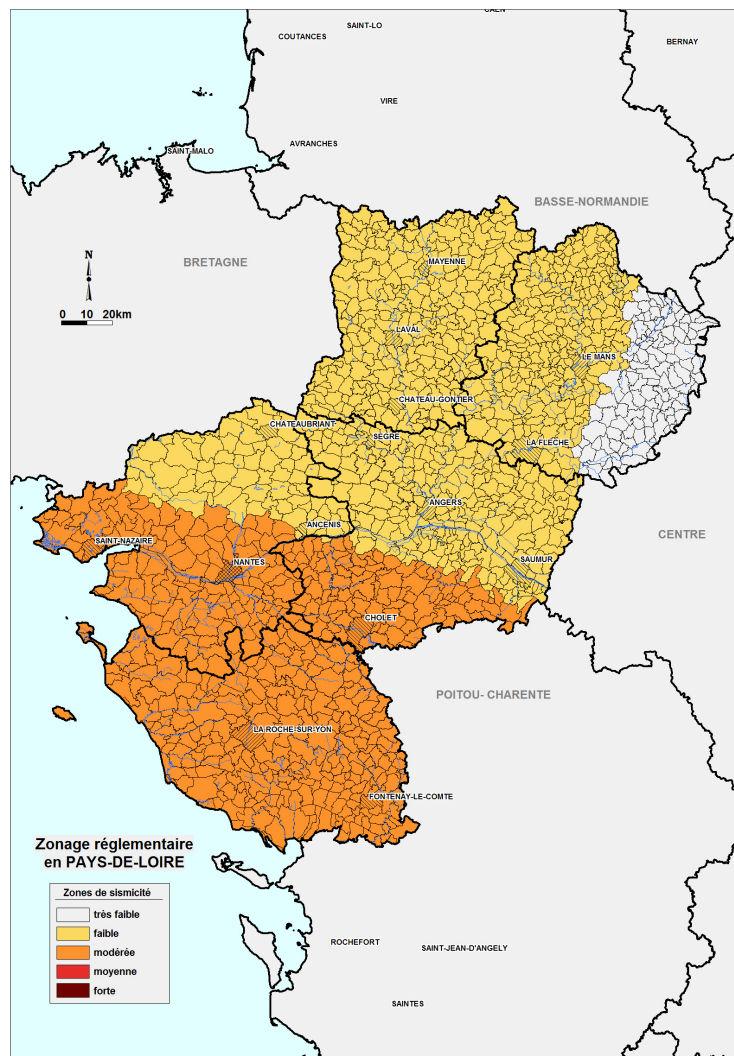 CAEN
SAINT-LO
COUTANCES
BERNAY
VIRE
AVRANCHES
SAINT-MALO
BASSE-NORMANDIE
BRETAGNE
MAYENNE
N
0 10 20km
LAVAL
LE MANS
CHATEAU-GONTIER
CHATEAUBRIANT
SEGRE
LA FLECHE
ANGERS
ANCENIS
CENTRE
SAINT-NAZAIRE
SAUMUR
NANTES
CHOLET
POITOU- CHARENTE
LA ROCHE-SUR-YON
FONTENAY-LE-COMTE
Zonage réglementaire
en PAYS-DE-LOIRE
Zones de sismicité
très faible
faible
modérée
moyenne
forte
ROCHEFORT
SAINT-JEAN-D'ANGELY
SAINTES